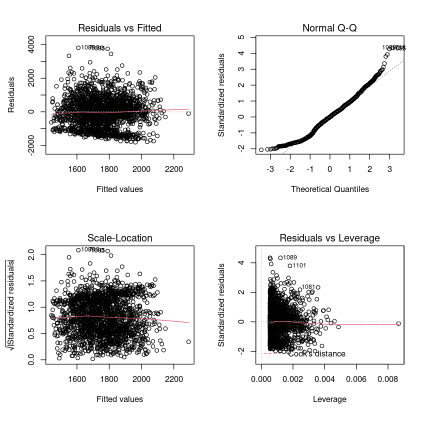 Residuals vs Fitted
Residuals
-2000 0 2000 4000
1600 1800 2000 2200
Fitted values
Normal Q-Q
Standardized residuals
-2 -1 0 1 2 3 4 5
-3 -2 -1 0 1 2 3
Theoretical Quantiles
Scale-Location
√|Standardized residuals|
0.0 0.5 1.0 1.5 2.0
1600 1800 2000 2200
Fitted values
Residuals vs Leverage
Standardized residuals
-2 0 2 4
1089
1101
1081
Cook's distance
0.000 0.002 0.004 0.006 0.008
Leverage